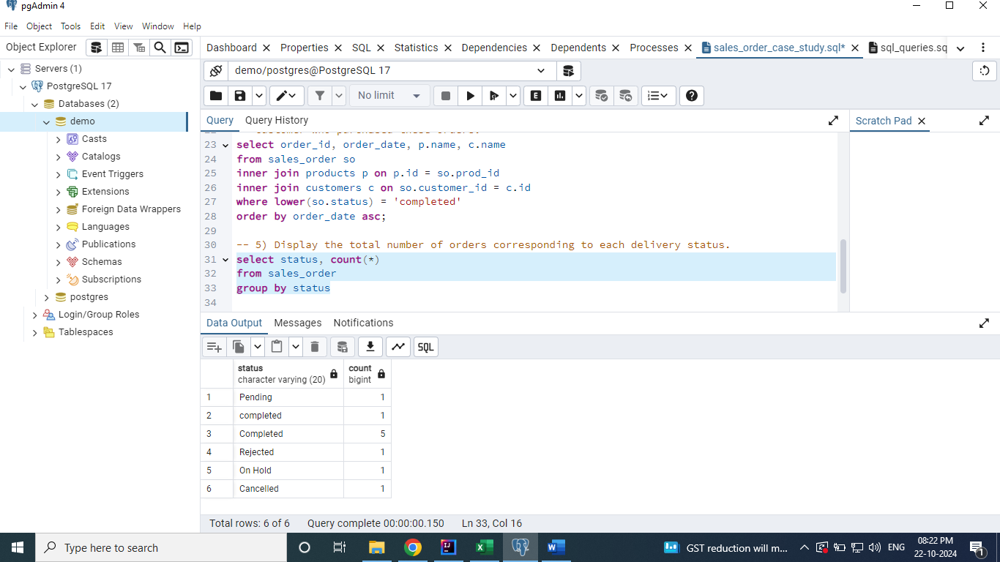 pgAdmin 4
File Object Tools Edit View Window Help
Object Explorer
Dashboard Properties SQL Statistics Dependencies Dependents Processes sales_order_case_study.sql* sql_queries.sq
Servers (1)
PostgreSQL 17
Databases (2)
demo
Casts
Catalogs
Event Triggers
Extensions
Foreign Data Wrappers
Languages
Publications
Schemas
Subscriptions
postgres
Login/Group Roles
Tablespaces
demo/postgres@PostgreSQL 17
No limit
E
Query Query History
Scratch Pad
23 select order_id, order_date, p.name, c.name
24 from sales_order so
25 inner join products p on p.id = so.prod_id
26 inner join customers c on so.customer_id = c.id
27 where lower(so.status) = 'completed'
28 order by order_date asc;
29
30 -- 5) Display the total number of orders corresponding to each delivery status.
31 select status, count(*)
32 from sales_order
33 group by status
34
Data Output Messages Notifications
SQL
status count
character varying (20) bigint
1 Pending 1
2 completed 1
3 Completed 5
4 Rejected 1
5 On Hold 1
6 Cancelled 1
Total rows: 6 of 6 Query complete 00:00:00.150 Ln 33, Col 16
Type here to search
GST reduction will m...
ENG
08:22 PM
22-10-2024
1